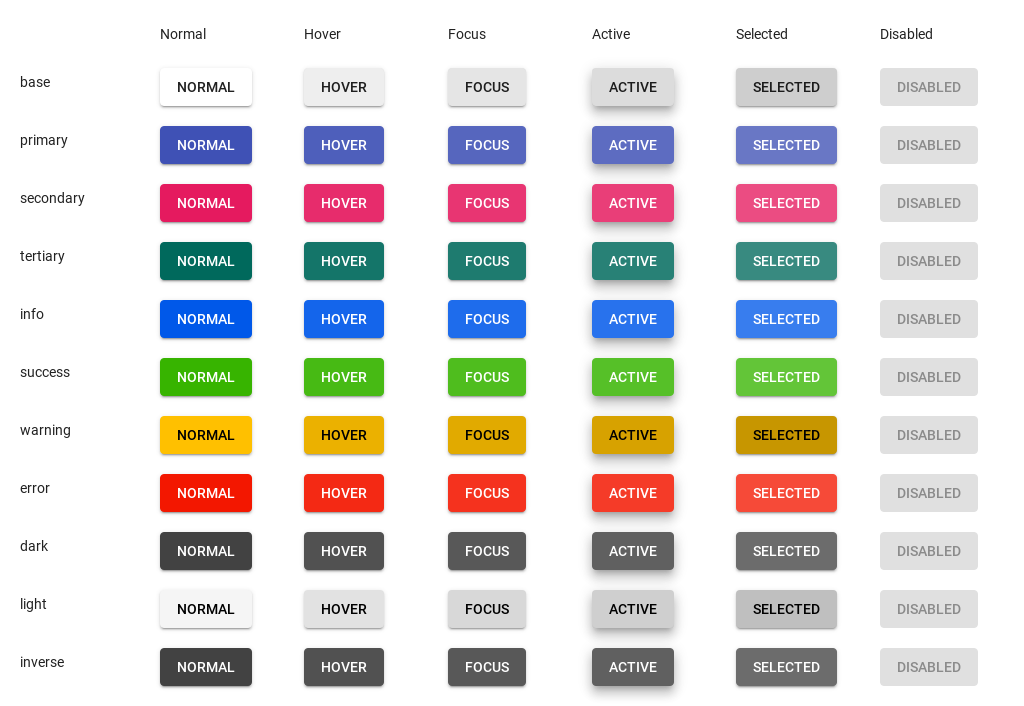 Normal Hover Focus Active Selected Disabled
base NORMAL HOVER FOCUS ACTIVE SELECTED DISABLED
primary NORMAL HOVER FOCUS ACTIVE SELECTED DISABLED
secondary NORMAL HOVER FOCUS ACTIVE SELECTED DISABLED
tertiary NORMAL HOVER FOCUS ACTIVE SELECTED DISABLED
info NORMAL HOVER FOCUS ACTIVE SELECTED DISABLED
success NORMAL HOVER FOCUS ACTIVE SELECTED DISABLED
warning NORMAL HOVER FOCUS ACTIVE SELECTED DISABLED
error NORMAL HOVER FOCUS ACTIVE SELECTED DISABLED
dark NORMAL HOVER FOCUS ACTIVE SELECTED DISABLED
light NORMAL HOVER FOCUS ACTIVE SELECTED DISABLED
inverse NORMAL HOVER FOCUS ACTIVE SELECTED DISABLED